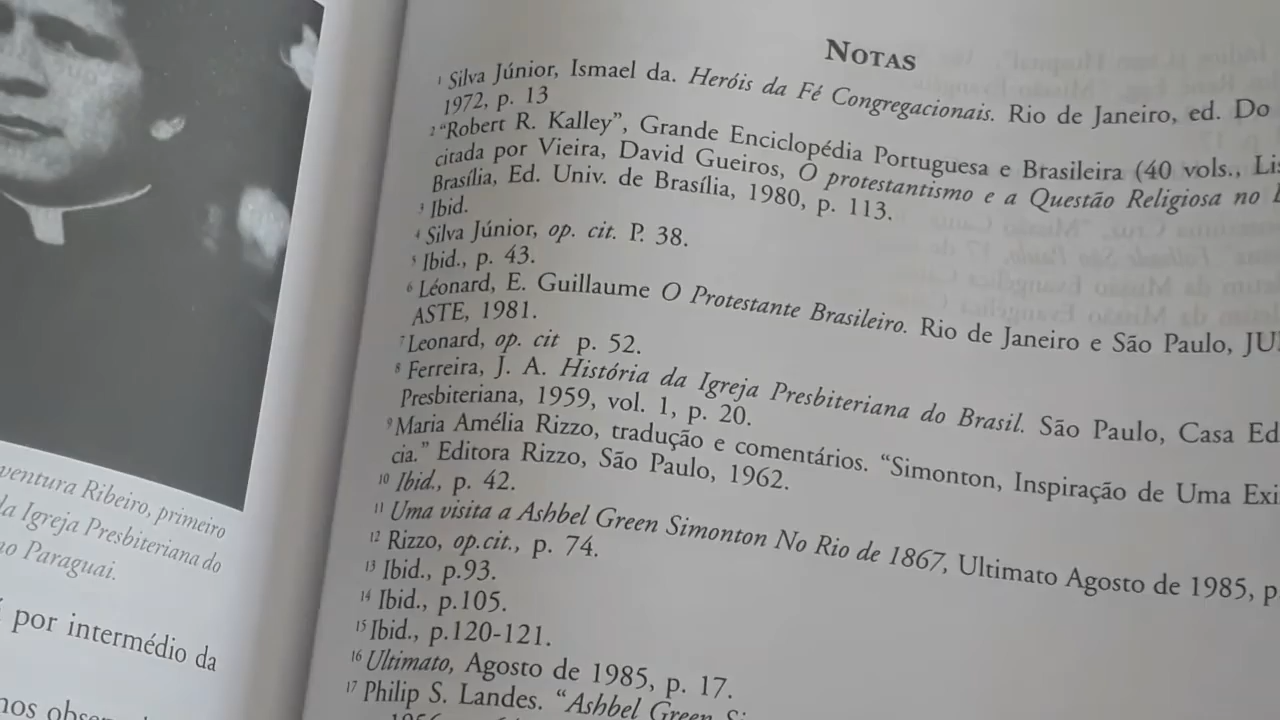 ventura Ribeiro, primeiro
la Igreja Presbiteriana do
no Paraguai.
por intermédio da
NOTAS
1 Silva Júnior, Ismael da. Heróis da Fé Congregacionais. Rio de Janeiro, ed. Do
1972, p. 13
2 “Robert R. Kalley”, Grande Enciclopédia Portuguesa e Brasileira (40 vols., Lis
citada por Vieira, David Gueiros, O protestantismo e a Questão Religiosa no
Brasília, Ed. Univ. de Brasília, 1980, p. 113.
3 Ibid.
4 Silva Júnior, op. cit. P. 38.
5 Ibid., p. 43.
6 Léonard, E. Guillaume O Protestante Brasileiro. Rio de Janeiro e São Paulo, JUE
ASTE, 1981.
7 Leonard, op. cit p. 52.
8 Ferreira, J. A. História da Igreja Presbiteriana do Brasil. São Paulo, Casa Ed
Presbiteriana, 1959, vol. 1, p. 20.
9 Maria Amélia Rizzo, tradução e comentários. “Simonton, Inspiração de Uma Exi
cia.” Editora Rizzo, São Paulo, 1962.
10 Ibid., p. 42.
11 Uma visita a Ashbel Green Simonton No Rio de 1867, Ultimato Agosto de 1985, p
12 Rizzo, op.cit., p. 74.
13 Ibid., p.93.
14 Ibid., p.105.
15 Ibid., p.120-121.
16 Ultimato, Agosto de 1985, p. 17.
17 Philip S. Landes. “Ashbel Green